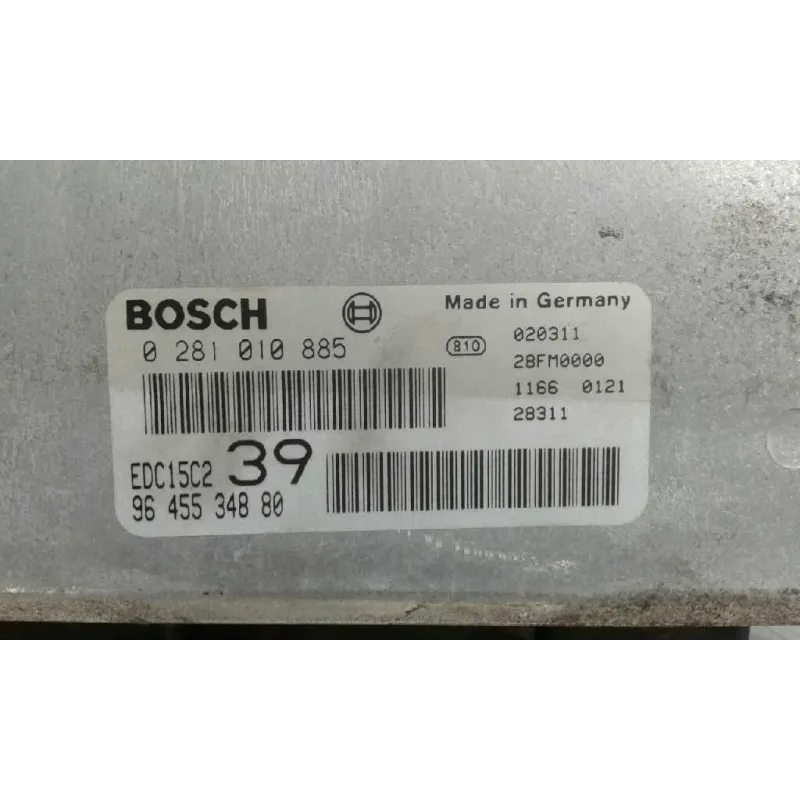 BOSCH
Made in Germany
0 281 010 885
810
020311
28FM0000
1166 0121
28311
EDC15C2 39
96 455 348 80